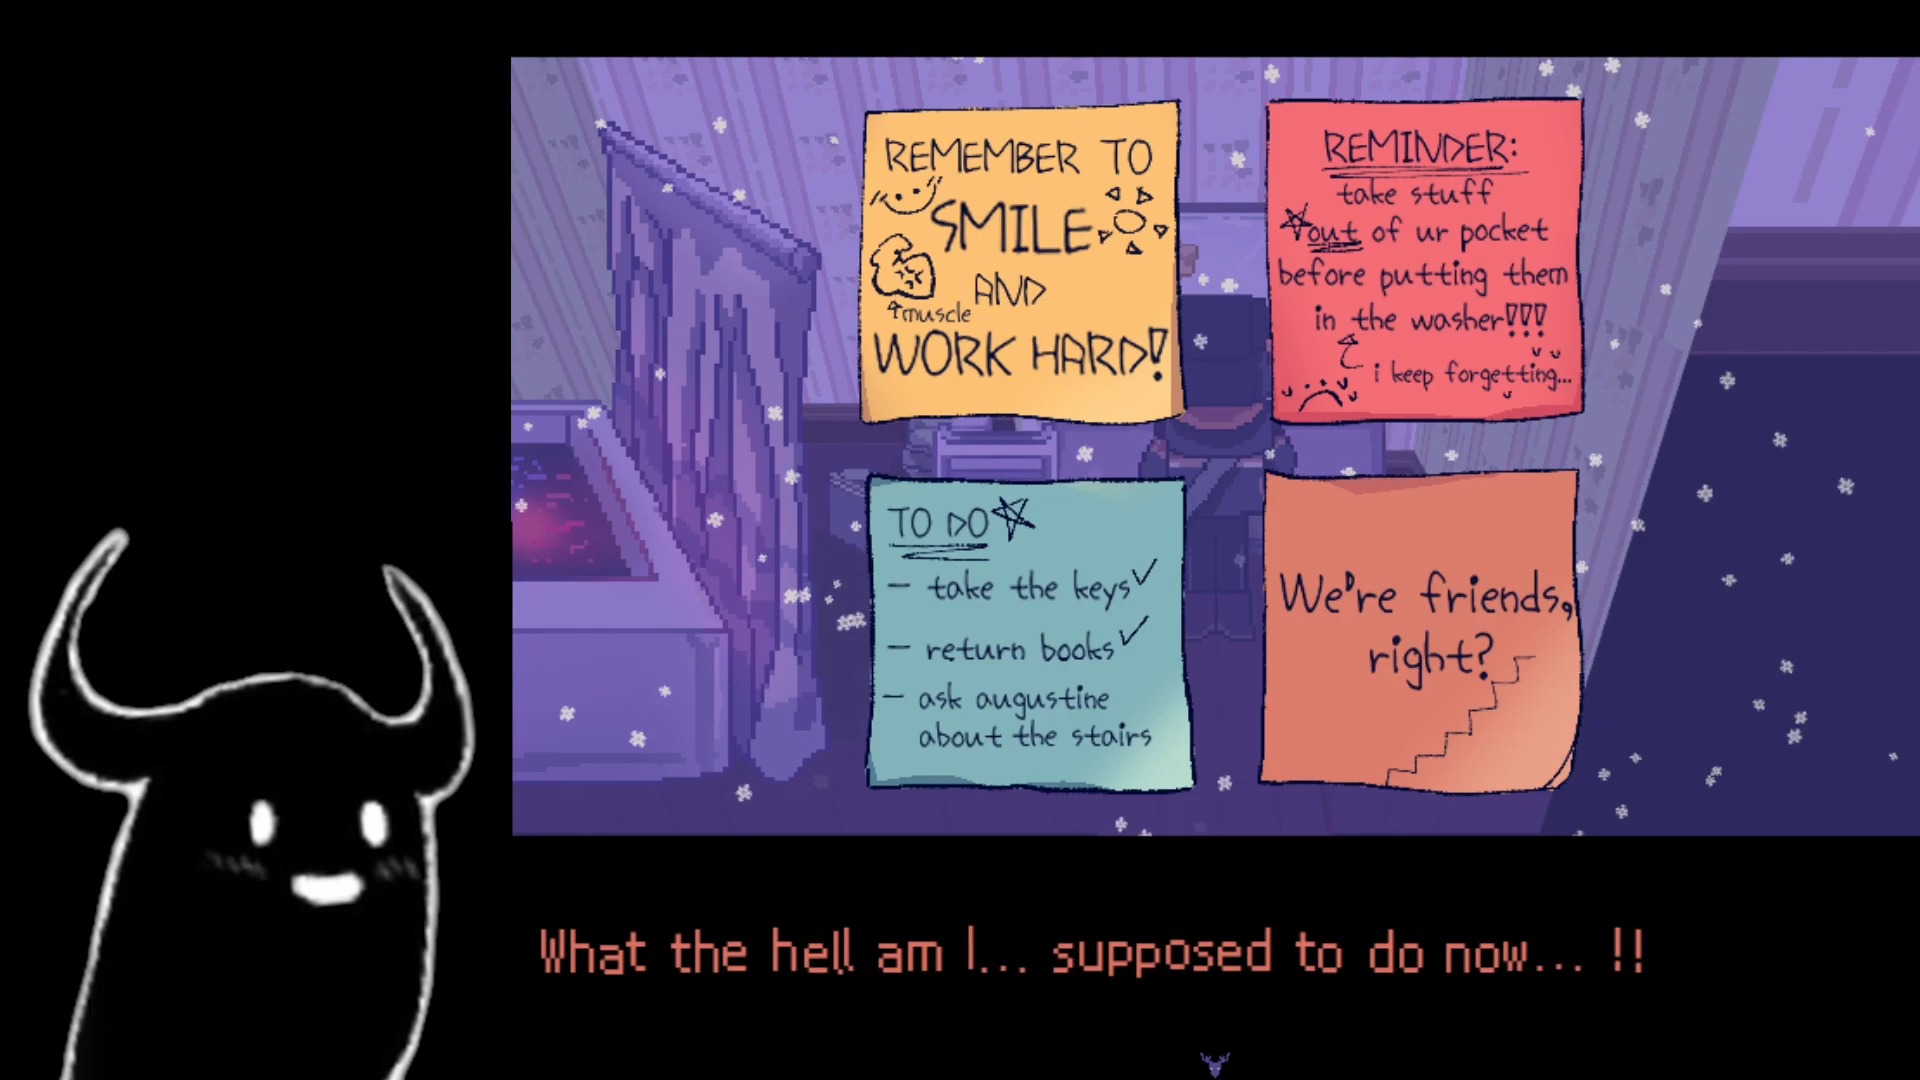 REMEMBER TO
SMILE
AND
muscle
WORK HARD!
REMINDER:
take stuff
out of ur pocket
before putting them
in the washer!!!
i keep forgetting...
TO DO
- take the keys
- return books
- ask augustine
about the stairs
We're friends,
right?
What the hell am I... supposed to do now... !!